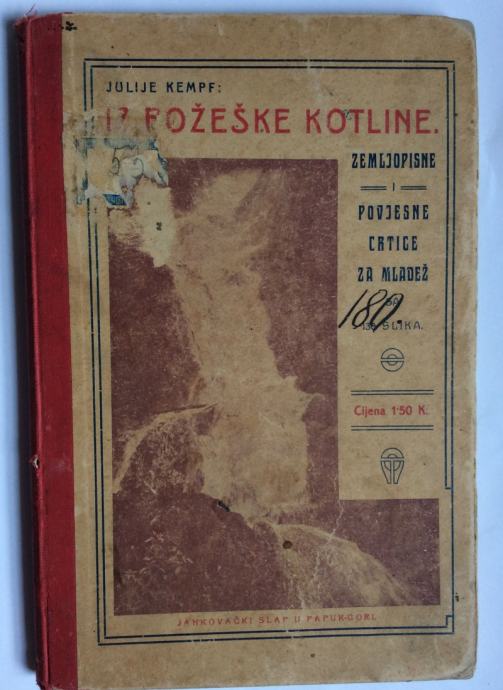 JULIJE KEMPF:
IZ POŽEŠKE KOTLINE.
ZEMLJOPISNE
I
POVJESNE
CRTICE
ZA MLADEŽ
SA
SLIKA.
180.
Cijena 1·50 K.
JANKOVAČKI SLAP U PAPUK-GORI.